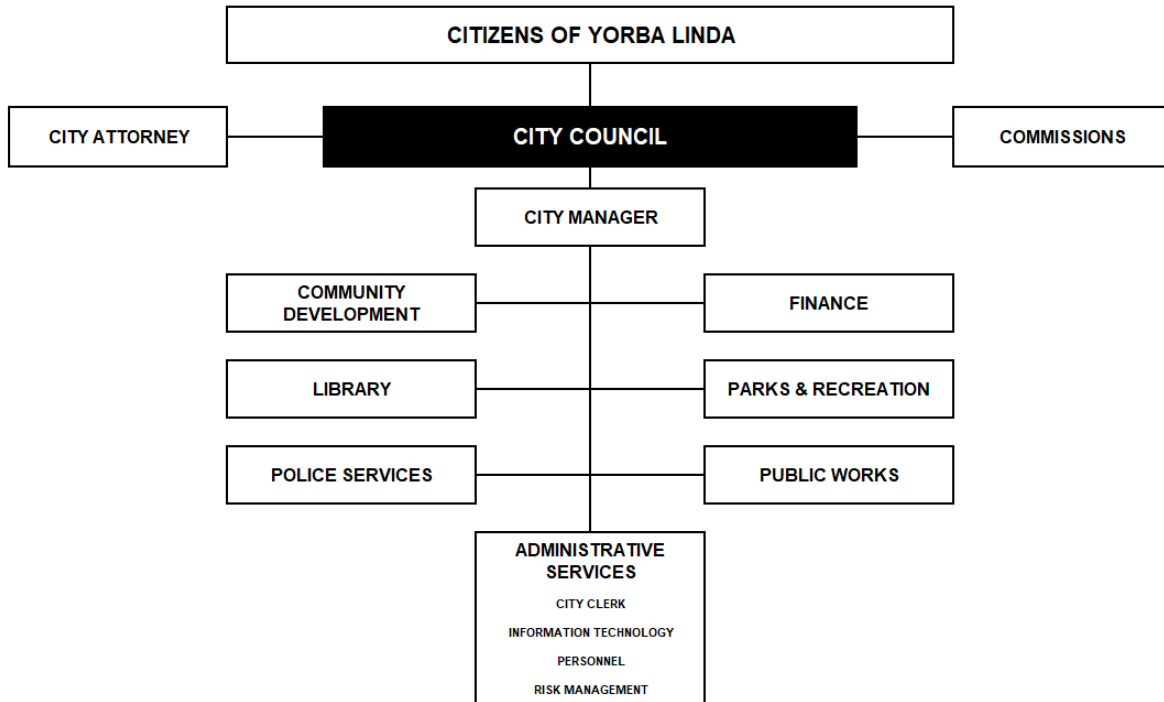 CITIZENS OF YORBA LINDA
CITY ATTORNEY
CITY COUNCIL
COMMISSIONS
CITY MANAGER
COMMUNITY
DEVELOPMENT
FINANCE
LIBRARY
PARKS & RECREATION
POLICE SERVICES
PUBLIC WORKS
ADMINISTRATIVE
SERVICES
CITY CLERK
INFORMATION TECHNOLOGY
PERSONNEL
RISK MANAGEMENT